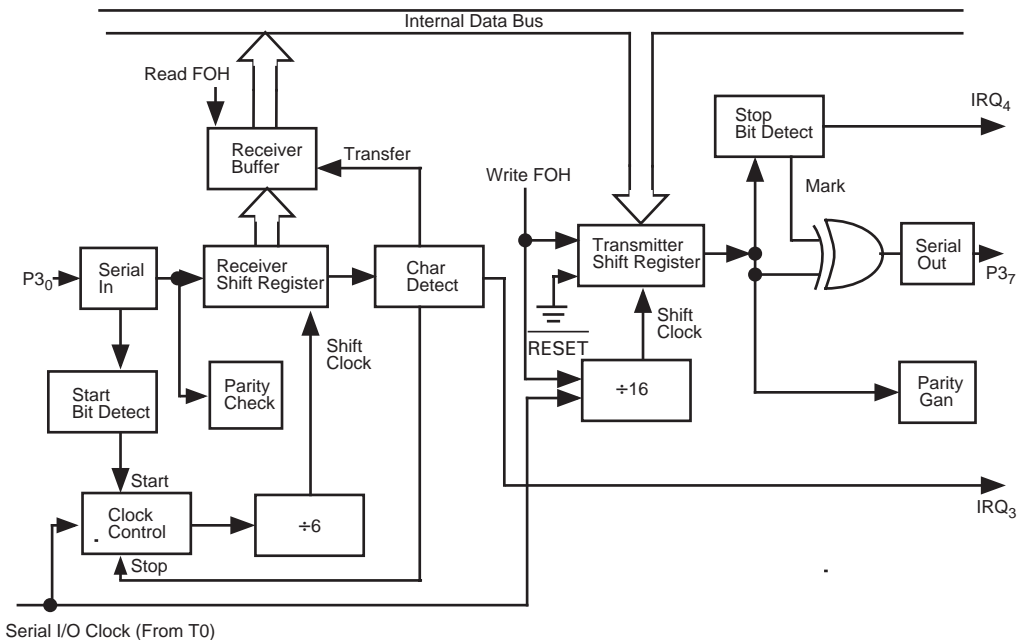 Internal Data Bus
Read FOH
Receiver
Buffer
Transfer
Write FOH
Stop
Bit Detect
IRQ4
Mark
P30
Serial
In
Receiver
Shift Register
Char
Detect
Transmitter
Shift Register
Serial
Out
P37
Shift
Clock
Shift
Clock
RESET
Start
Bit Detect
Parity
Check
÷16
Parity
Gan
Start
Clock
Control
÷6
IRQ3
Stop
Serial I/O Clock (From T0)